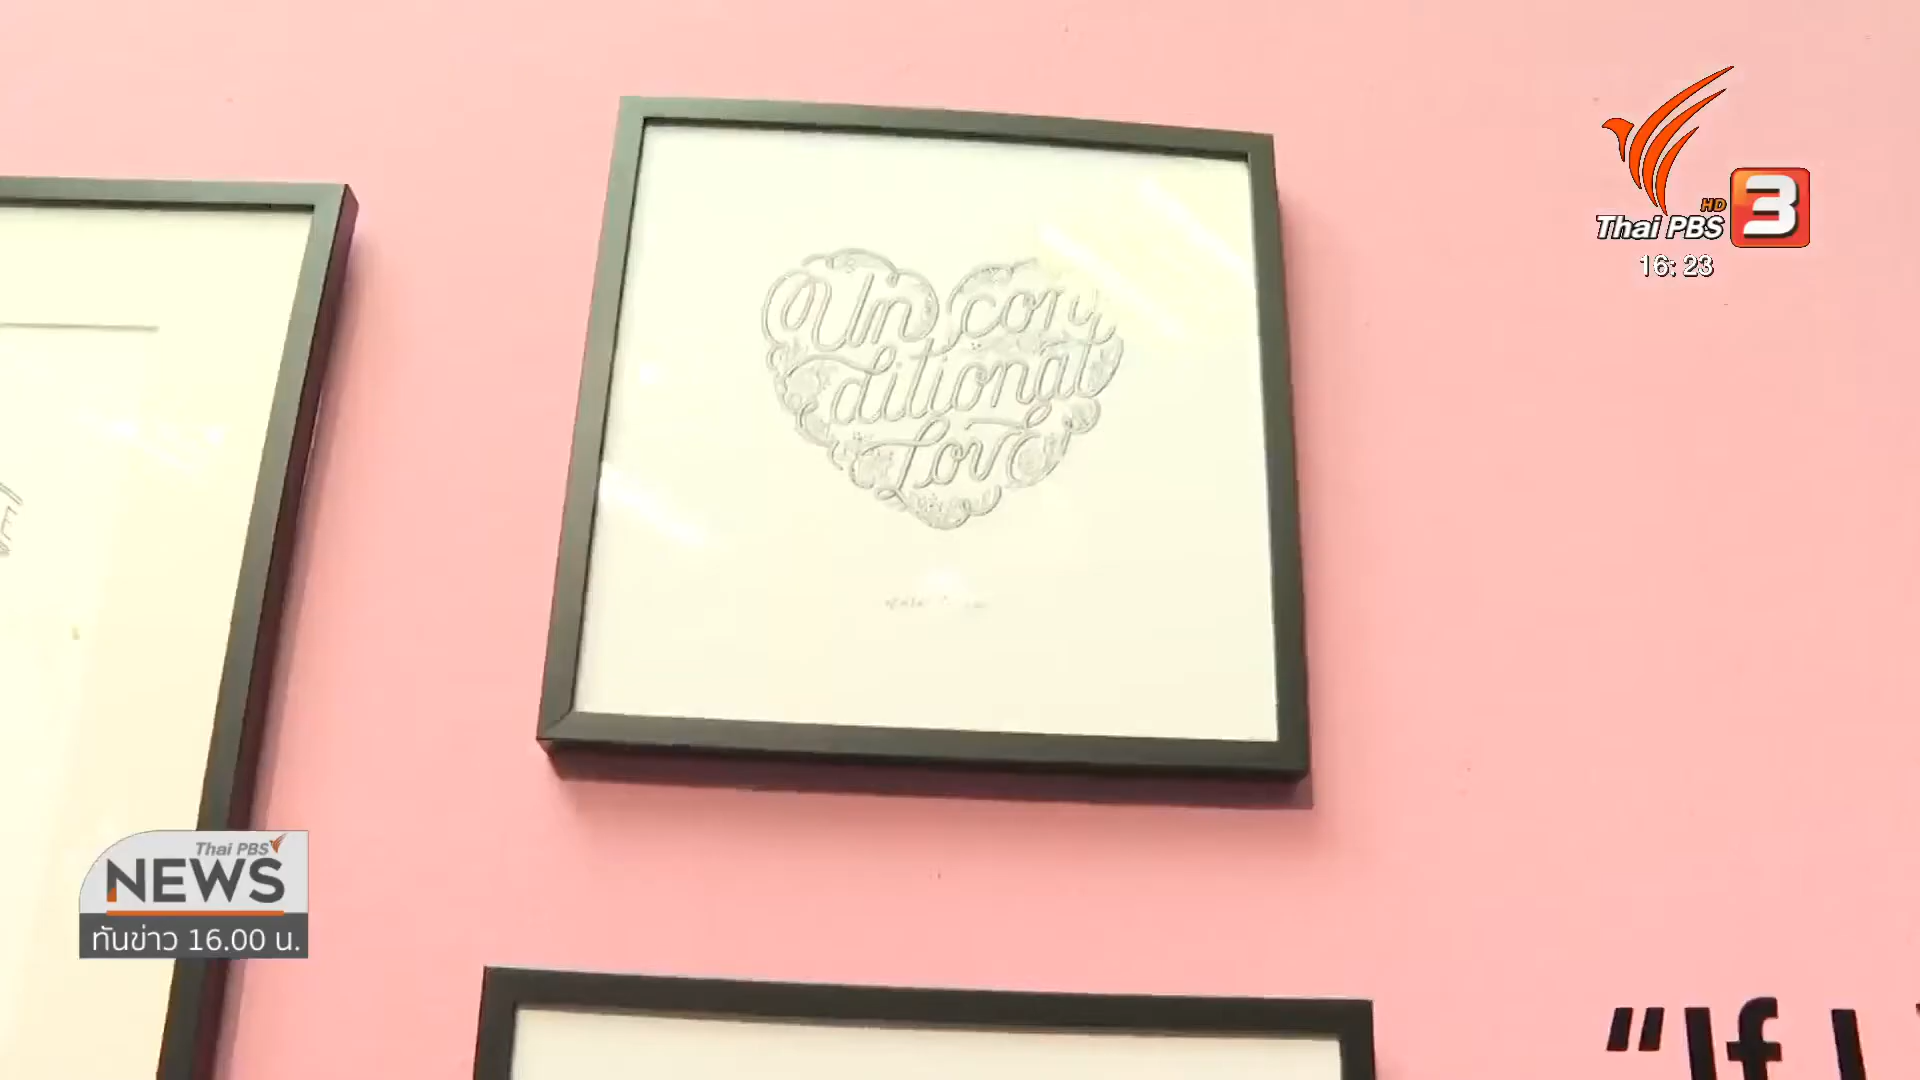 HD
Thai PBS 3
16:23
Un con
ditional
Love
Thai PBS
NEWS
ทันข่าว 16.00 น.
"If I